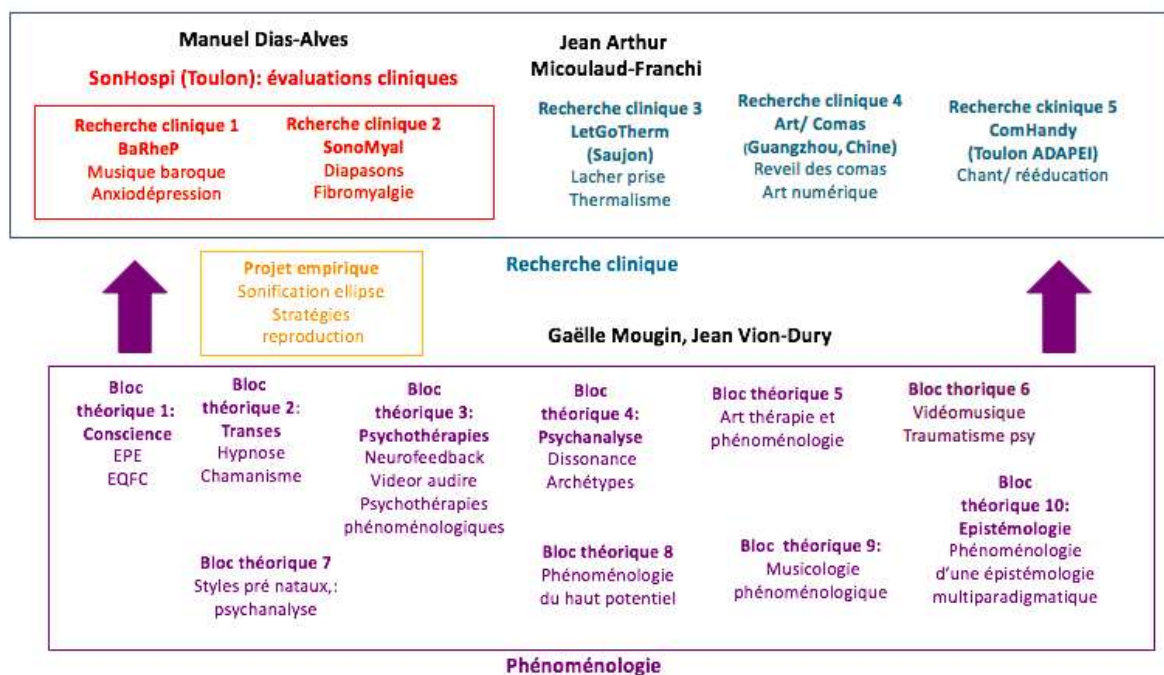 Manuel Dias-Alves
SonHospi (Toulon): évaluations cliniques
Recherche clinique 1
BaRheP
Musique baroque
Anxiodépression
Rcherche clinique 2
SonoMyal
Diapasons
Fibromyalgie
Jean Arthur
Micoulaud-Franchi
Recherche clinique 3
LetGoTherm
(Saujon)
Lacher prise
Thermalisme
Recherche clinique 4
Art/ Comas
(Guangzhou, Chine)
Reveil des comas
Art numérique
Recherche ckinique 5
ComHandy
(Toulon ADAPEI)
Chant/ rééducation
Projet empirique
Sonification ellipse
Stratégies
reproduction
Recherche clinique
Gaëlle Mougin, Jean Vion-Dury
Bloc
théorique 1:
Conscience
EPE
EQFC
Bloc
théorique 2:
Transes
Hypnose
Chamanisme
Bloc
théorique 3:
Psychothérapies
Neurofeedback
Videor audire
Psychothérapies
phénoménologiques
Bloc
théorique 4:
Psychanalyse
Dissonance
Archétypes
Bloc théorique 5
Art thérapie et
phénoménologie
Bloc thorique 6
Vidéomusique
Traumatisme psy
Bloc théorique 7
Styles pré nataux,:
psychanalyse
Bloc théorique 8
Phénoménologie
du haut potentiel
Bloc théorique 9:
Musicologie
phénoménologique
Bloc
théorique 10:
Epistémologie
Phénoménologie
d'une épistémologie
multiparadigmatique
Phénoménologie